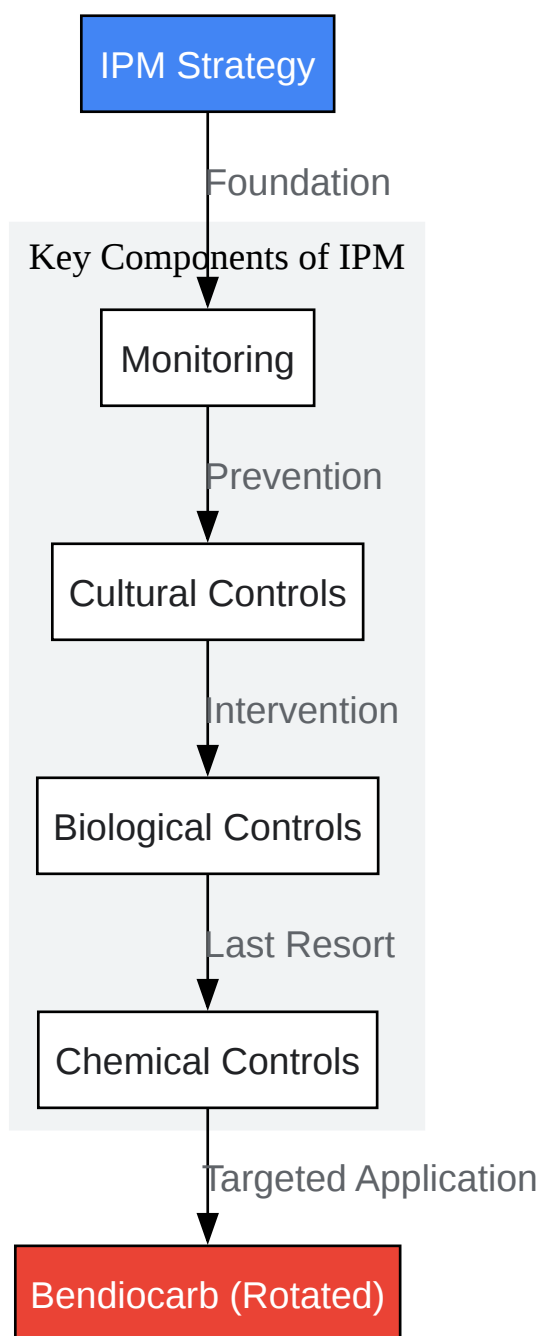 IPM Strategy
Foundation
Key Components of IPM
Monitoring
Prevention
Cultural Controls
Intervention
Biological Controls
Last Resort
Chemical Controls
Targeted Application
Bendiocarb (Rotated)